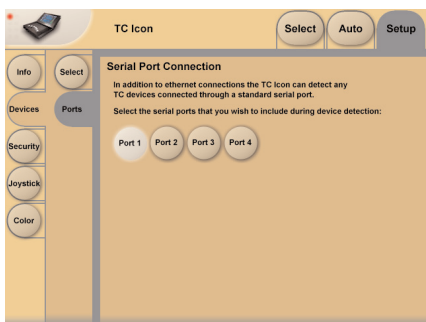 TC Icon
Select
Auto
Setup
Info
Select
Devices
Ports
Security
Joystick
Color
Serial Port Connection
In addition to ethernet connections the TC Icon can detect any
TC devices connected through a standard serial port.
Select the serial ports that you wish to include during device detection:
Port 1
Port 2
Port 3
Port 4